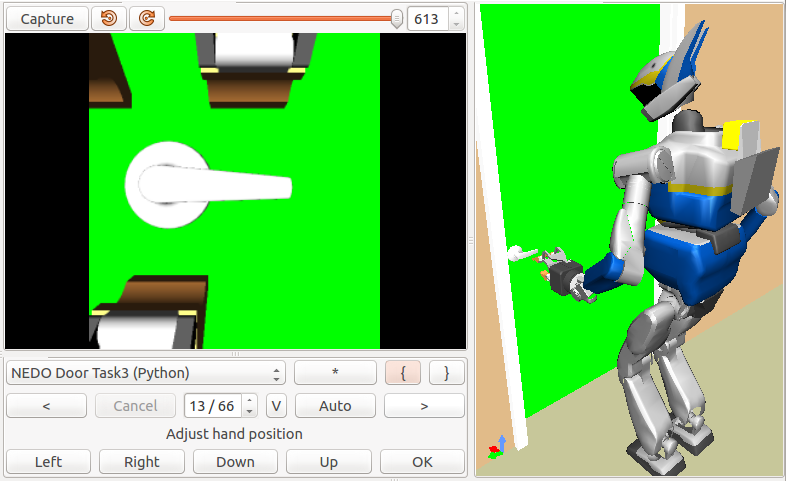 Capture 613
NEDO Door Task3 (Python) * { }
< Cancel 13 / 66 V Auto >
Adjust hand position
Left Right Down Up OK